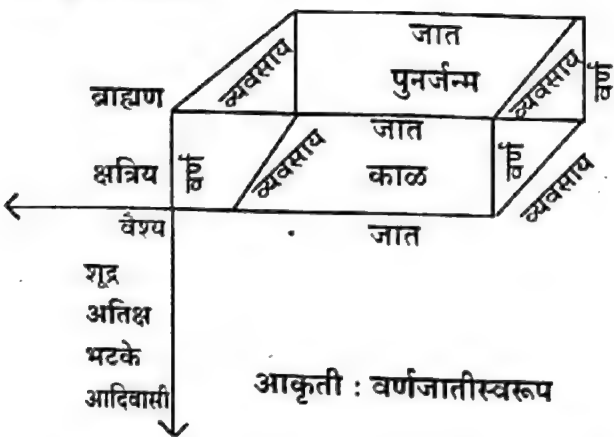 जात
व्यवसाय
पुनर्जन्म
व्यवसाय
वर्ण
ब्राह्मण
जात
क्षत्रिय
वर्ण
व्यवसाय
काळ
वर्ण
व्यवसाय
वैश्य
जात
शूद्र
अतिक्ष
भटके
आदिवासी
आकृती : वर्णजातीस्वरूप